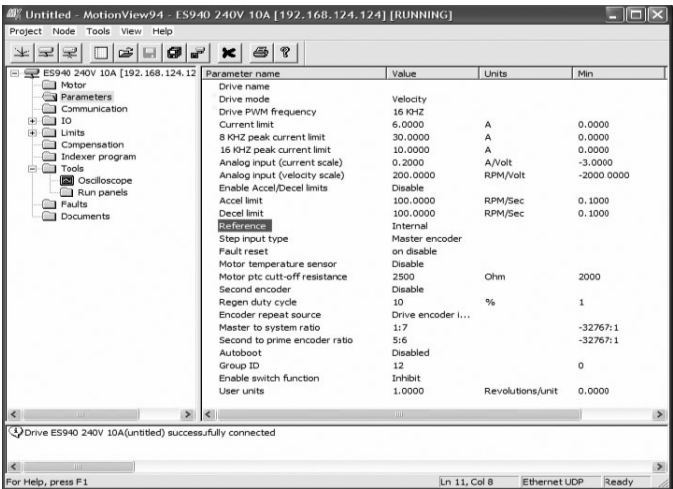 Untitled - MotionView94 - ES940 240V 10A [192.168.124.124] [RUNNING]
Project Node Tools View Help
ES940 240V 10A [192.168.124.12
Motor
Parameters
Communication
IO
Limits
Compensation
Indexer program
Tools
Oscilloscope
Run panels
Faults
Documents
Parameter name Value Units Min
Drive name
Drive mode Velocity
Drive PWM frequency 16 KHZ
Current limit 6.0000 A 0.0000
8 KHZ peak current limit 30.0000 A 0.0000
16 KHZ peak current limit 10.0000 A 0.0000
Analog input (current scale) 0.2000 A/Volt -3.0000
Analog input (velocity scale) 200.0000 RPM/Volt -2000 0000
Enable Accel/Decel limits Disable
Accel limit 100.0000 RPM/Sec 0.1000
Decel limit 100.0000 RPM/Sec 0.1000
Reference Internal
Step input type Master encoder
Fault reset on disable
Motor temperature sensor Disable
Motor ptc cutt-off resistance 2500 Ohm 2000
Second encoder Disable
Regen duty cycle 10 % 1
Encoder repeat source Drive encoder i...
Master to system ratio 1:7 -32767:1
Second to prime encoder ratio 5:6 -32767:1
Autoboot Disabled
Group ID 12 0
Enable switch function Inhibit
User units 1.0000 Revolutions/unit 0.0000
Drive ES940 240V 10A(untitled) successfully connected
For Help, press F1 Ln 11, Col 8 Ethernet UDP Ready